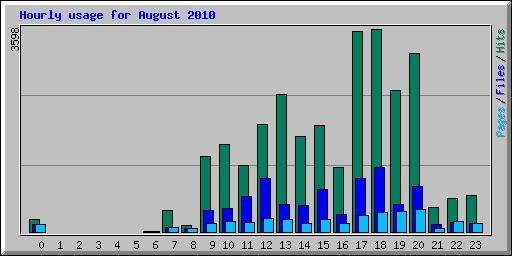 Hourly usage for August 2010
3598
Pages / Files / Hits
0 1 2 3 4 5 6 7 8 9 10 11 12 13 14 15 16 17 18 19 20 21 22 23